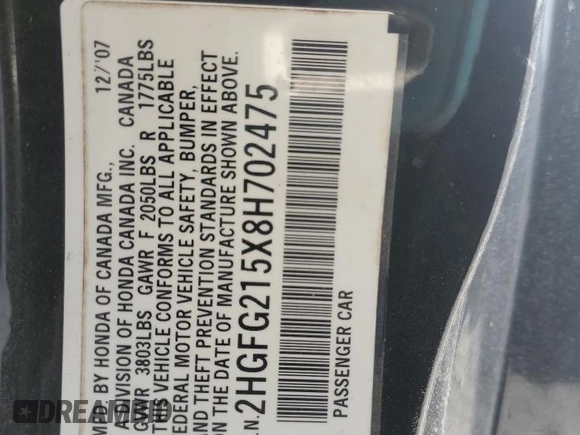 MFD. BY HONDA OF CANADA MFG., 12/'07
A DIVISION OF HONDA CANADA INC. CANADA
GVWR 3803LBS GAWR F 2050LBS R 1775LBS
THIS VEHICLE CONFORMS TO ALL APPLICABLE
FEDERAL MOTOR VEHICLE SAFETY, BUMPER,
AND THEFT PREVENTION STANDARDS IN EFFECT
ON THE DATE OF MANUFACTURE SHOWN ABOVE.
I.N. 2HGFG215X8H702475
PASSENGER CAR
DREAMBID